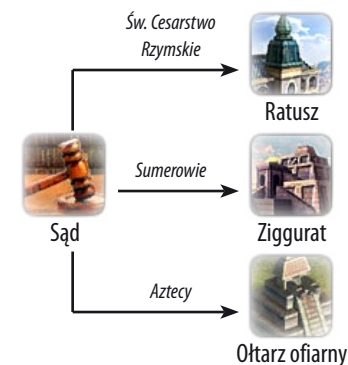 Św. Cesarstwo
Rzymskie
Ratusz
Sumerowie
Sąd
Ziggurat
Aztecy
Ołtarz ofiarny